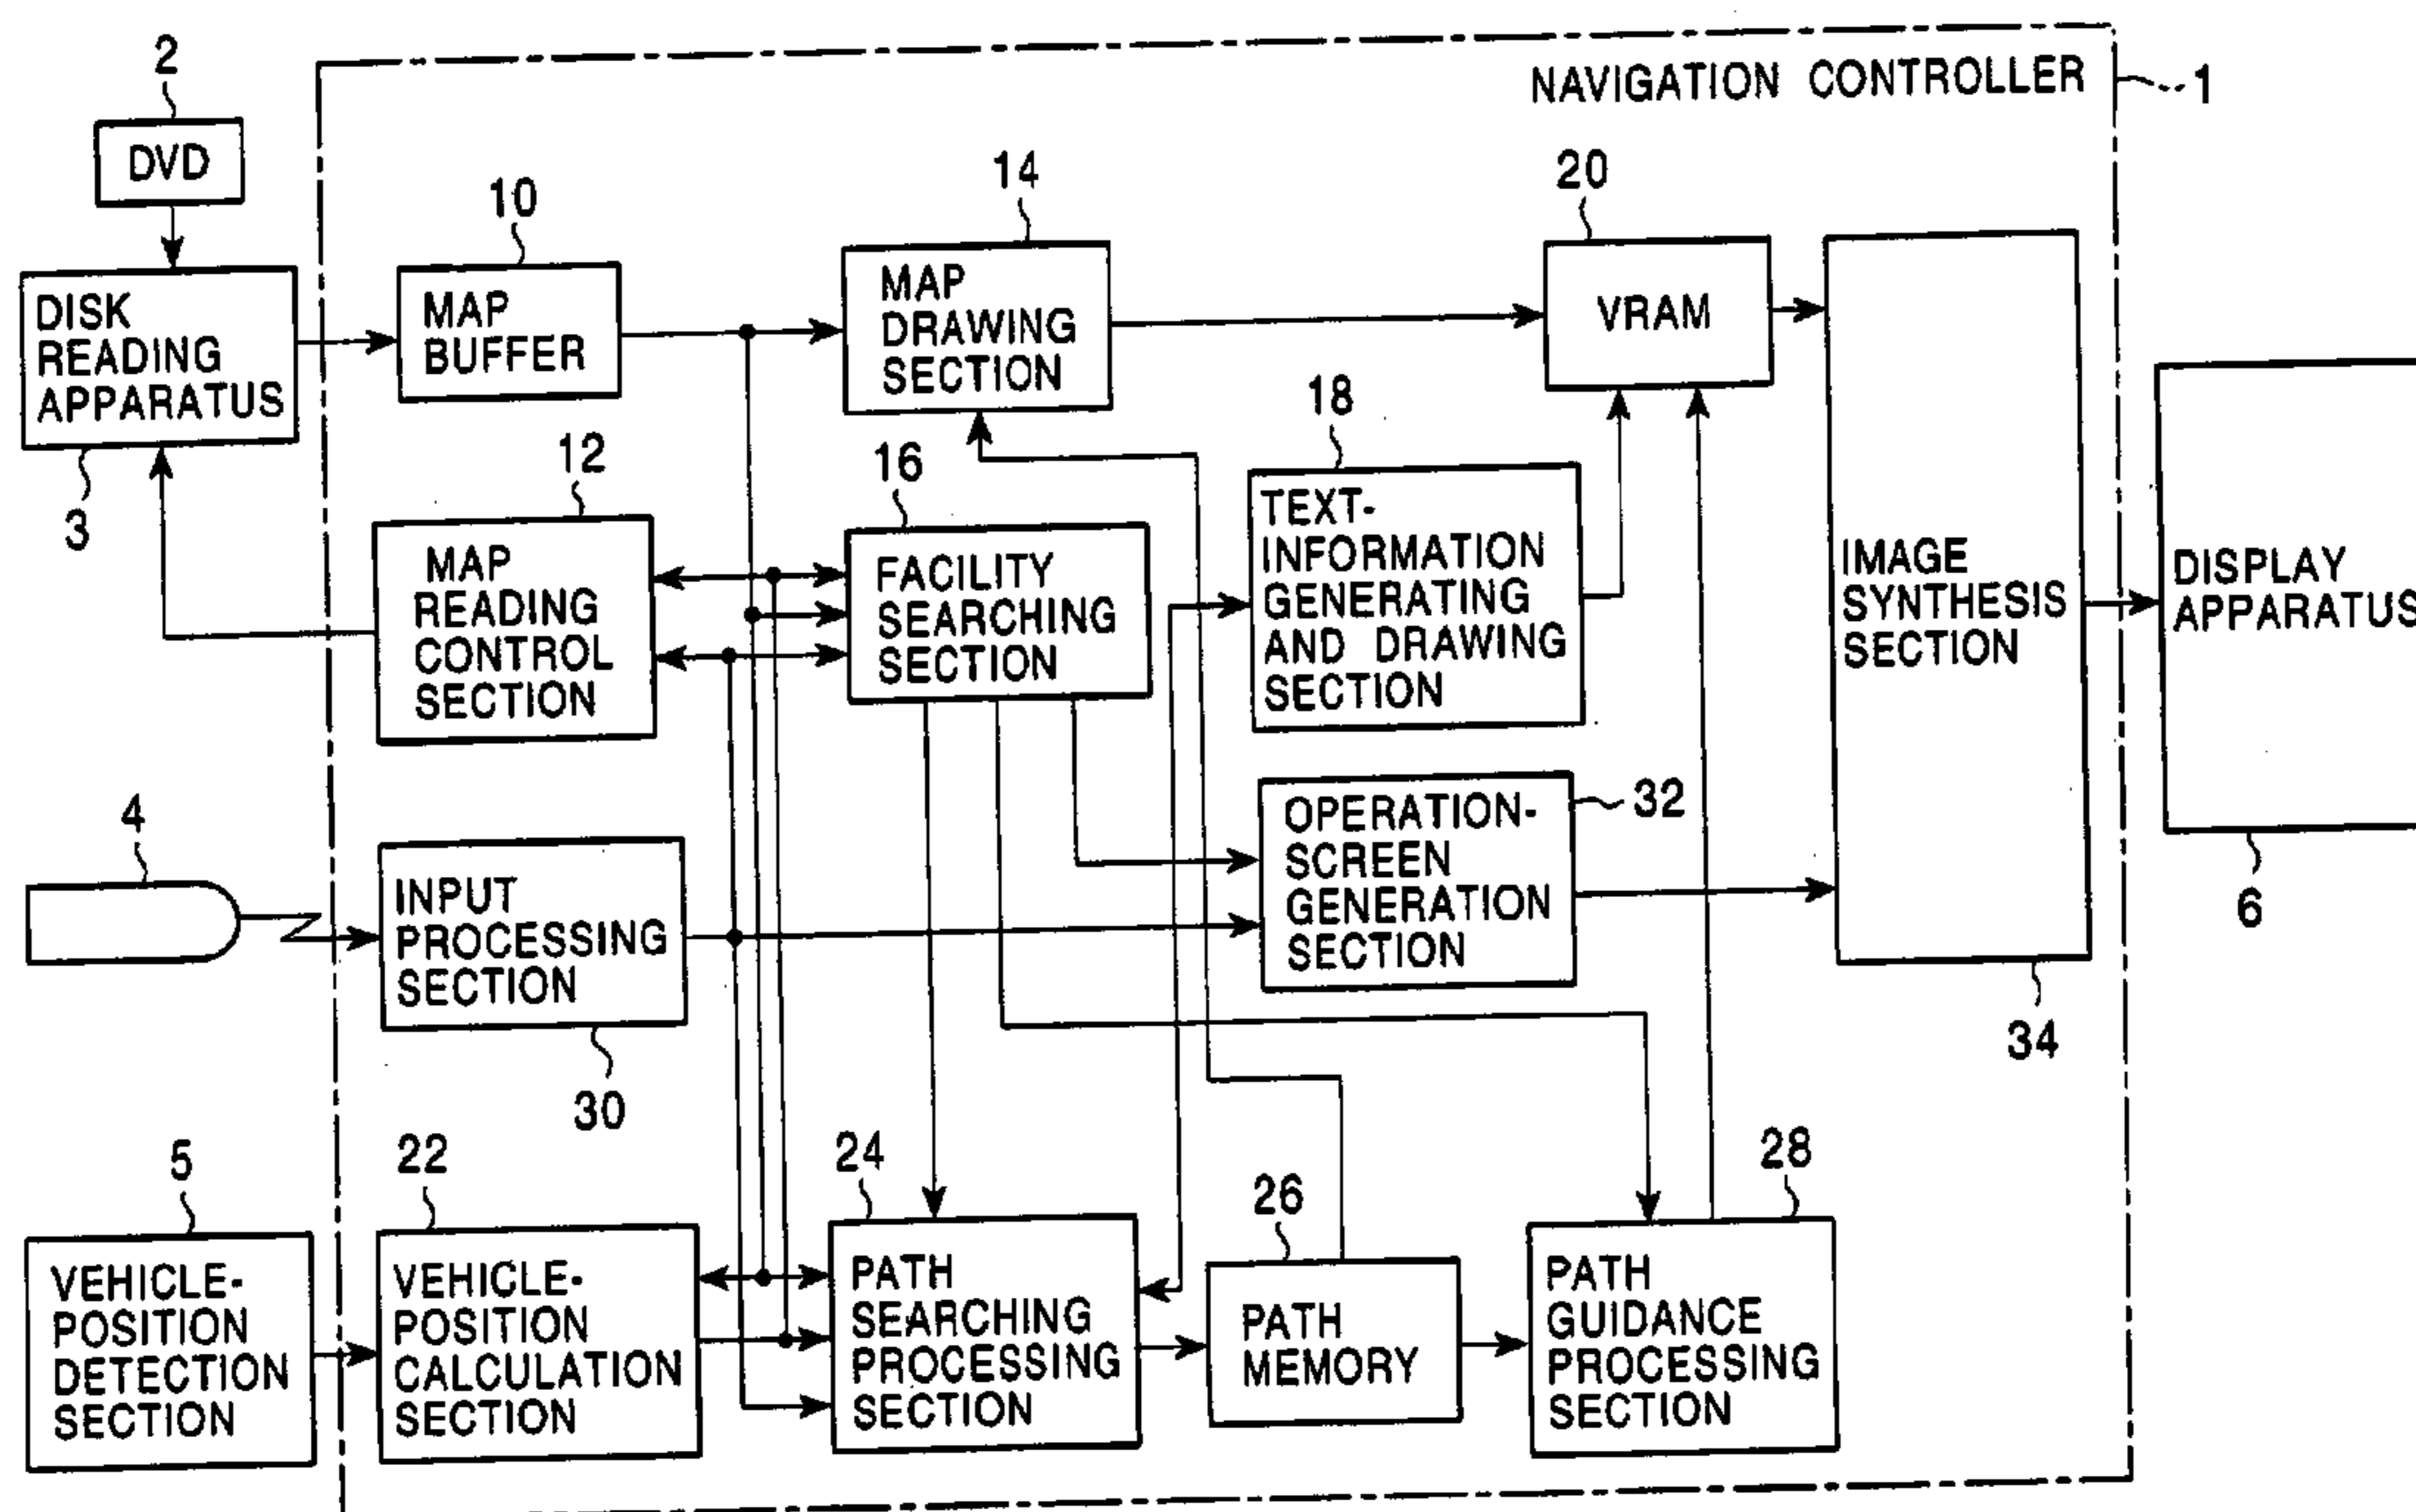 NAVIGATION CONTROLLER
1
2
DVD
DISK
READING
APPARATUS
3
10
MAP
BUFFER
14
MAP
DRAWING
SECTION
20
VRAM
12
MAP
READING
CONTROL
SECTION
16
FACILITY
SEARCHING
SECTION
18
TEXT-
INFORMATION
GENERATING
AND DRAWING
SECTION
IMAGE
SYNTHESIS
SECTION
34
DISPLAY
APPARATUS
6
4
INPUT
PROCESSING
SECTION
30
OPERATION-
SCREEN
GENERATION
SECTION
32
5
VEHICLE-
POSITION
DETECTION
SECTION
22
VEHICLE-
POSITION
CALCULATION
SECTION
24
PATH
SEARCHING
PROCESSING
SECTION
26
PATH
MEMORY
28
PATH
GUIDANCE
PROCESSING
SECTION